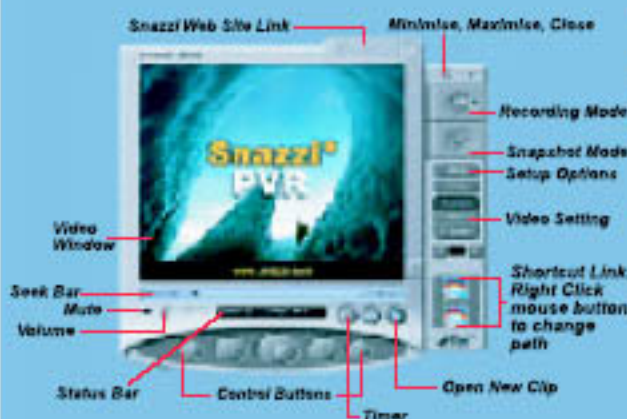 Snazzi Web Site Link
Minimise, Maximise, Close
Recording Mode
Snapshot Mode
Setup Options
Snazzi*
PVR
Video Setting
Video
Window
Seek Bar
Mute
Volume
Shortcut Link
Right Click
mouse button
to change
path
Status Bar
Control Buttons
Open New Clip
Timer